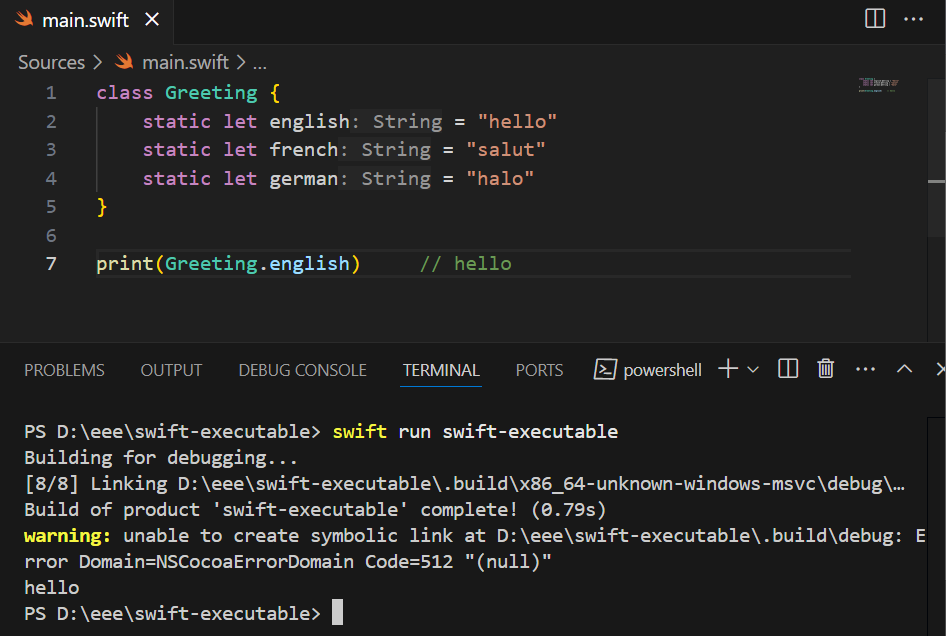 main.swift
Sources > main.swift > ...
1 class Greeting {
2     static let english: String = "hello"
3     static let french: String = "salut"
4     static let german: String = "halo"
5 }
6
7 print(Greeting.english)     // hello
PROBLEMS OUTPUT DEBUG CONSOLE TERMINAL PORTS powershell
PS D:\eee\swift-executable> swift run swift-executable
Building for debugging...
[8/8] Linking D:\eee\swift-executable\.build\x86_64-unknown-windows-msvc\debug\…
Build of product 'swift-executable' complete! (0.79s)
warning: unable to create symbolic link at D:\eee\swift-executable\.build\debug: E
rror Domain=NSCocoaErrorDomain Code=512 "(null)"
hello
PS D:\eee\swift-executable>